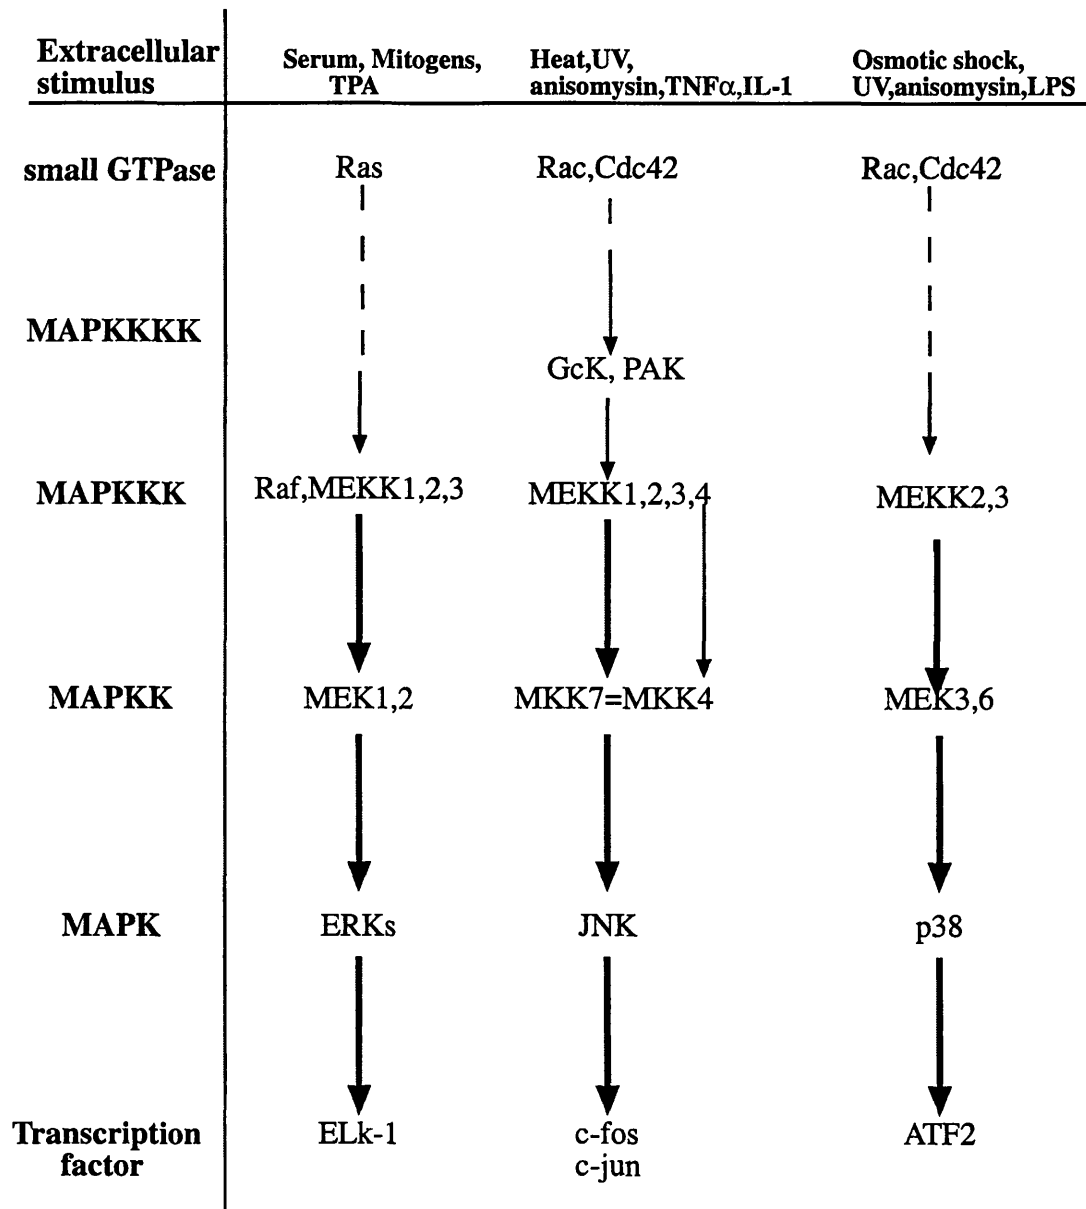 Extracellular
stimulus
Serum, Mitogens,
TPA
Heat,UV,
anisomysin,TNFα,IL-1
Osmotic shock,
UV,anisomysin,LPS
small GTPase
Ras
Rac,Cdc42
Rac,Cdc42
MAPKKKK
GcK, PAK
MAPKKK
Raf,MEKK1,2,3
MEKK1,2,3,4
MEKK2,3
MAPKK
MEK1,2
MKK7=MKK4
MEK3,6
MAPK
ERKs
JNK
p38
Transcription
factor
ELk-1
c-fos
c-jun
ATF2